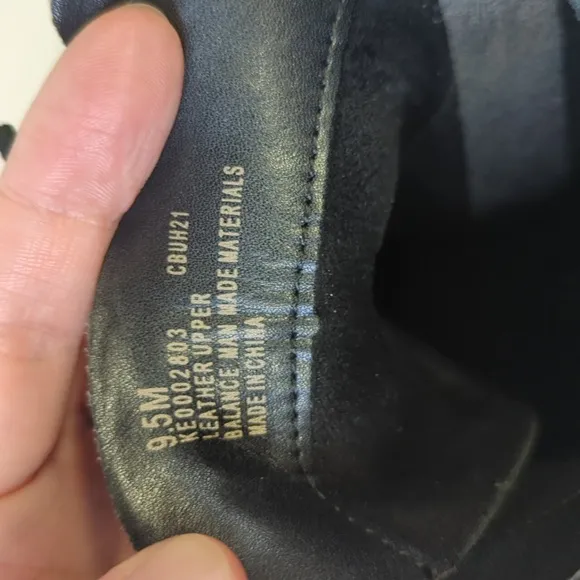 9.5M
KE0002803 CBUH21
LEATHER UPPER
BALANCE MAN MADE MATERIALS
MADE IN CHINA